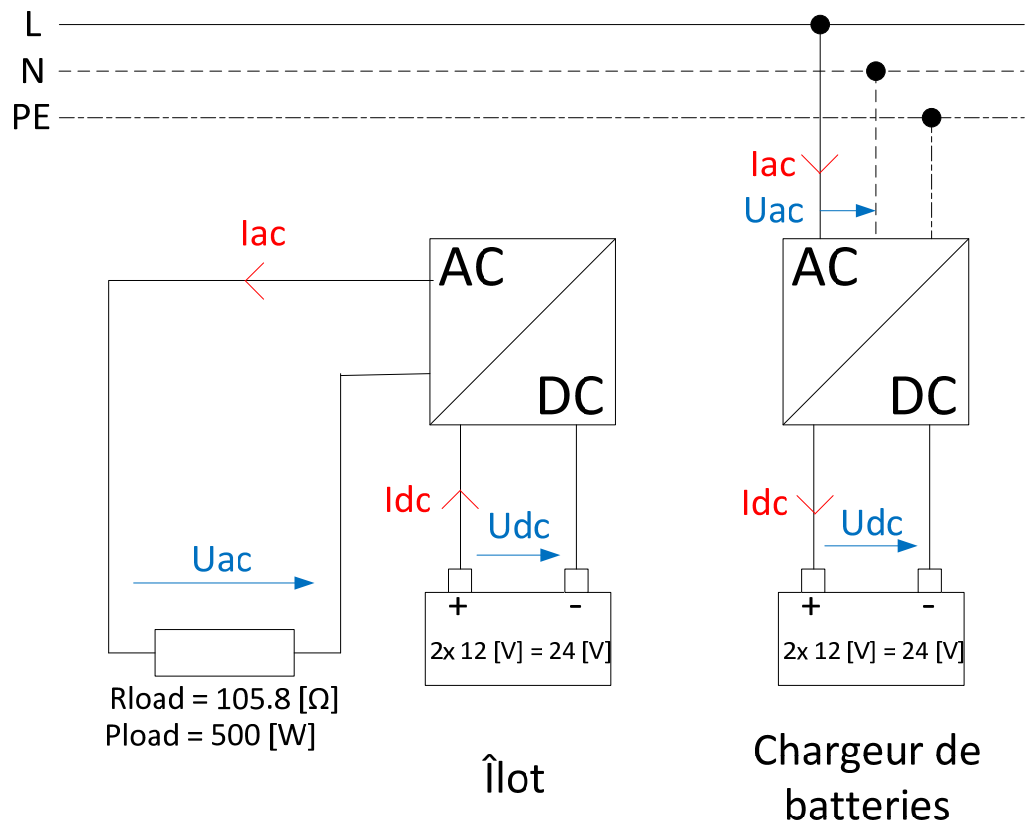 L
N
PE
Iac
Uac
Iac
AC
DC
AC
DC
Idc
Udc
Idc
Udc
Uac
+ -
2x 12 [V] = 24 [V]
+ -
2x 12 [V] = 24 [V]
Rload = 105.8 [Ω]
Pload = 500 [W]
Îlot
Chargeur de
batteries